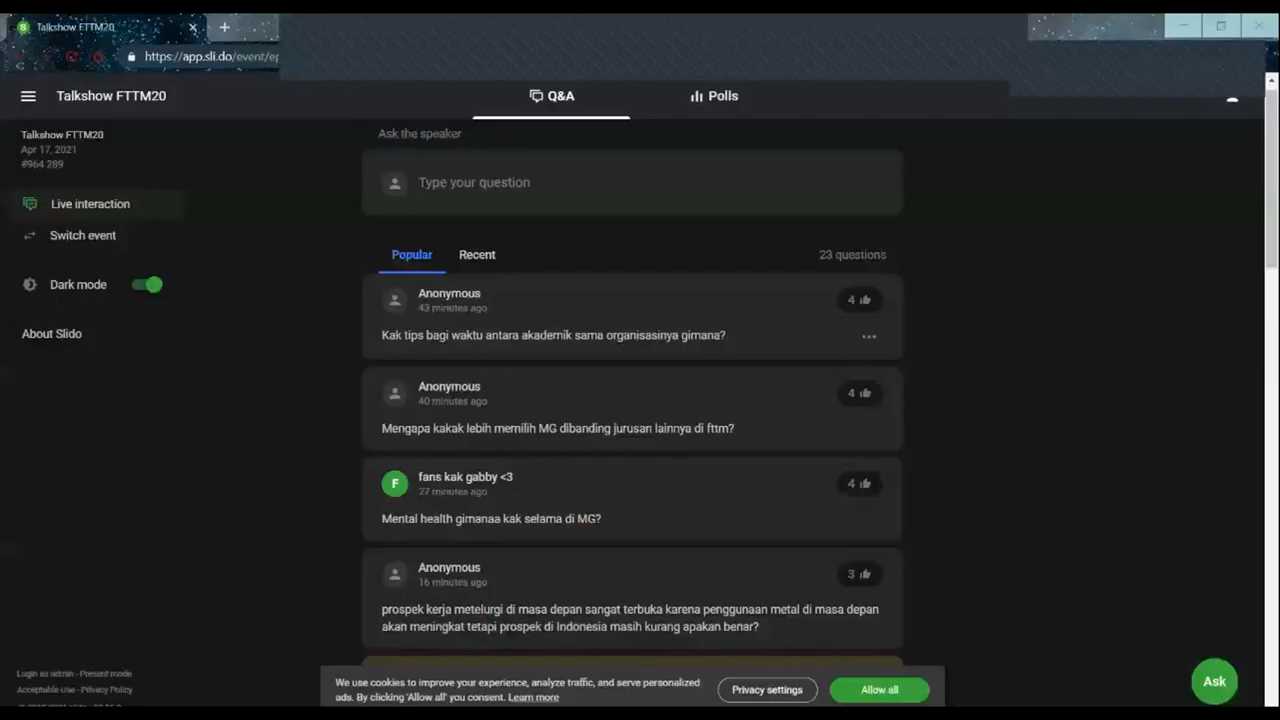 Talkshow FTTM20
https://app.sli.do/event/ep
Talkshow FTTM20
Q&A
Polls
Talkshow FTTM20
Apr 17, 2021
#964 289
Live interaction
Switch event
Dark mode
About Slido
Ask the speaker
Type your question
Popular
Recent
23 questions
Anonymous
43 minutes ago
4
Kak tips bagi waktu antara akademik sama organisasinya gimana?
Anonymous
40 minutes ago
4
Mengapa kakak lebih memilih MG dibanding jurusan lainnya di fttm?
F
fans kak gabby <3
27 minutes ago
4
Mental health gimanaa kak selama di MG?
Anonymous
16 minutes ago
3
prospek kerja metelurgi di masa depan sangat terbuka karena penggunaan metal di masa depan
akan meningkat tetapi prospek di Indonesia masih kurang apakan benar?
Login as admin - Present mode
Acceptable Use - Privacy Policy
We use cookies to improve your experience, analyze traffic, and serve personalized
ads. By clicking 'Allow all' you consent. Learn more
Privacy settings
Allow all
Ask